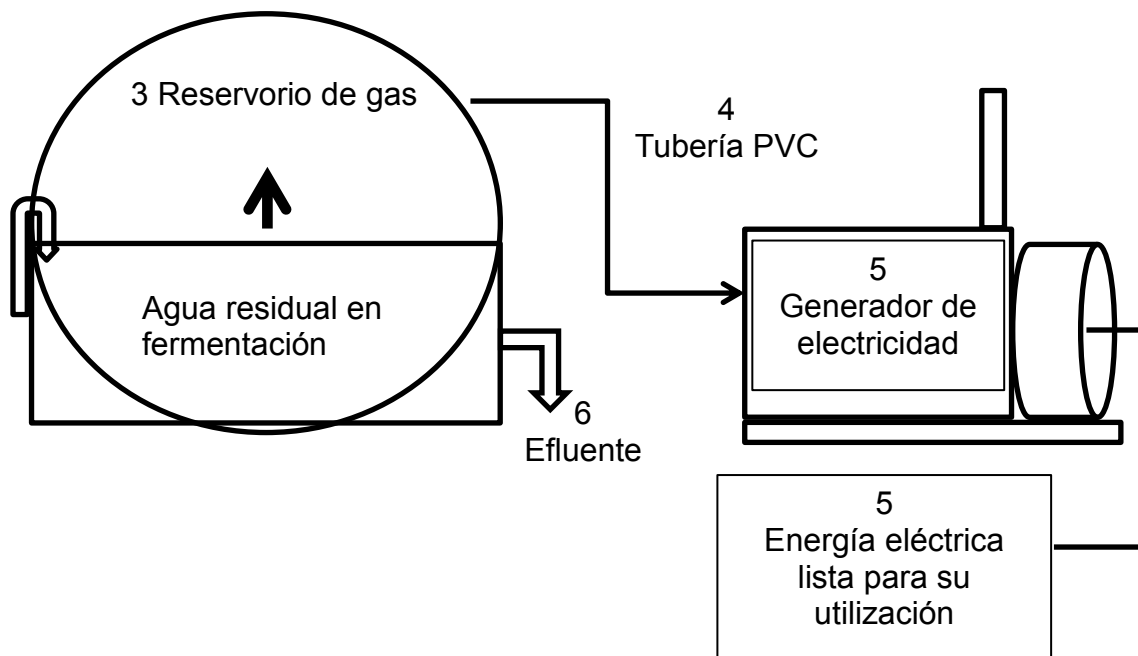 3 Reservorio de gas
4
Tubería PVC
Agua residual en
fermentación
5
Generador de
electricidad
6
Efluente
5
Energía eléctrica
lista para su
utilización